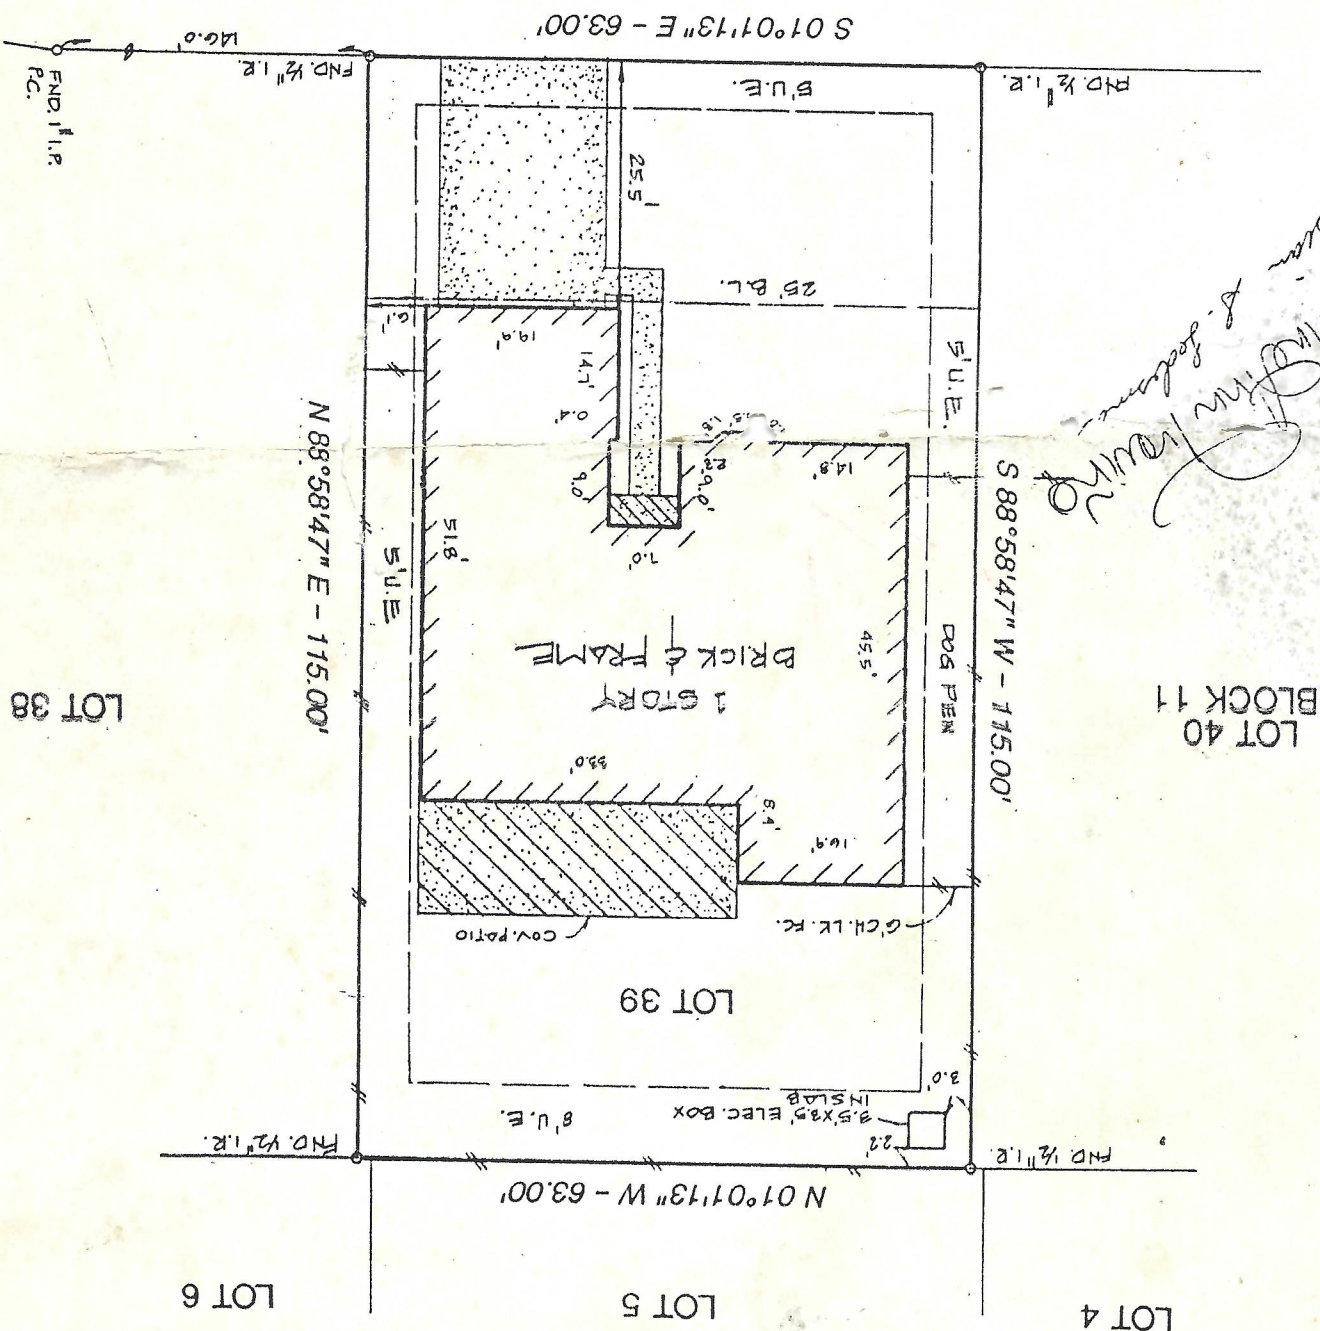 LOT 4
LOT 5
LOT 6
N 01°01'13" W - 63.00'
FND. 1/2" I.R.
FND. 1/2" I.R.
2.2'
3.5'X3.5' ELEC. BOX
IN SLAB
3.0'
8' U.E.
LOT 39
6' CH. LK. FC.
COV. PATIO
16.9'
8.4'
33.0'
LOT 40
BLOCK 11
S 88°58'47" W - 115.00'
DOG PEN
45.5'
1 STORY
BRICK & FRAME
51.8'
5' U.E
N 88°58'47" E - 115.00'
LOT 38
7.0'
9.0'
2.2'
14.8'
1.8'
0.4'
14.7'
19.9'
5' U.E.
25' B.L.
25.5'
5' U.E.
FND. 1/2" I.R.
FND. 1/2" I.R.
146.0'
FND. 1" I.P.
P.C.
S 01°01'13" E - 63.00'